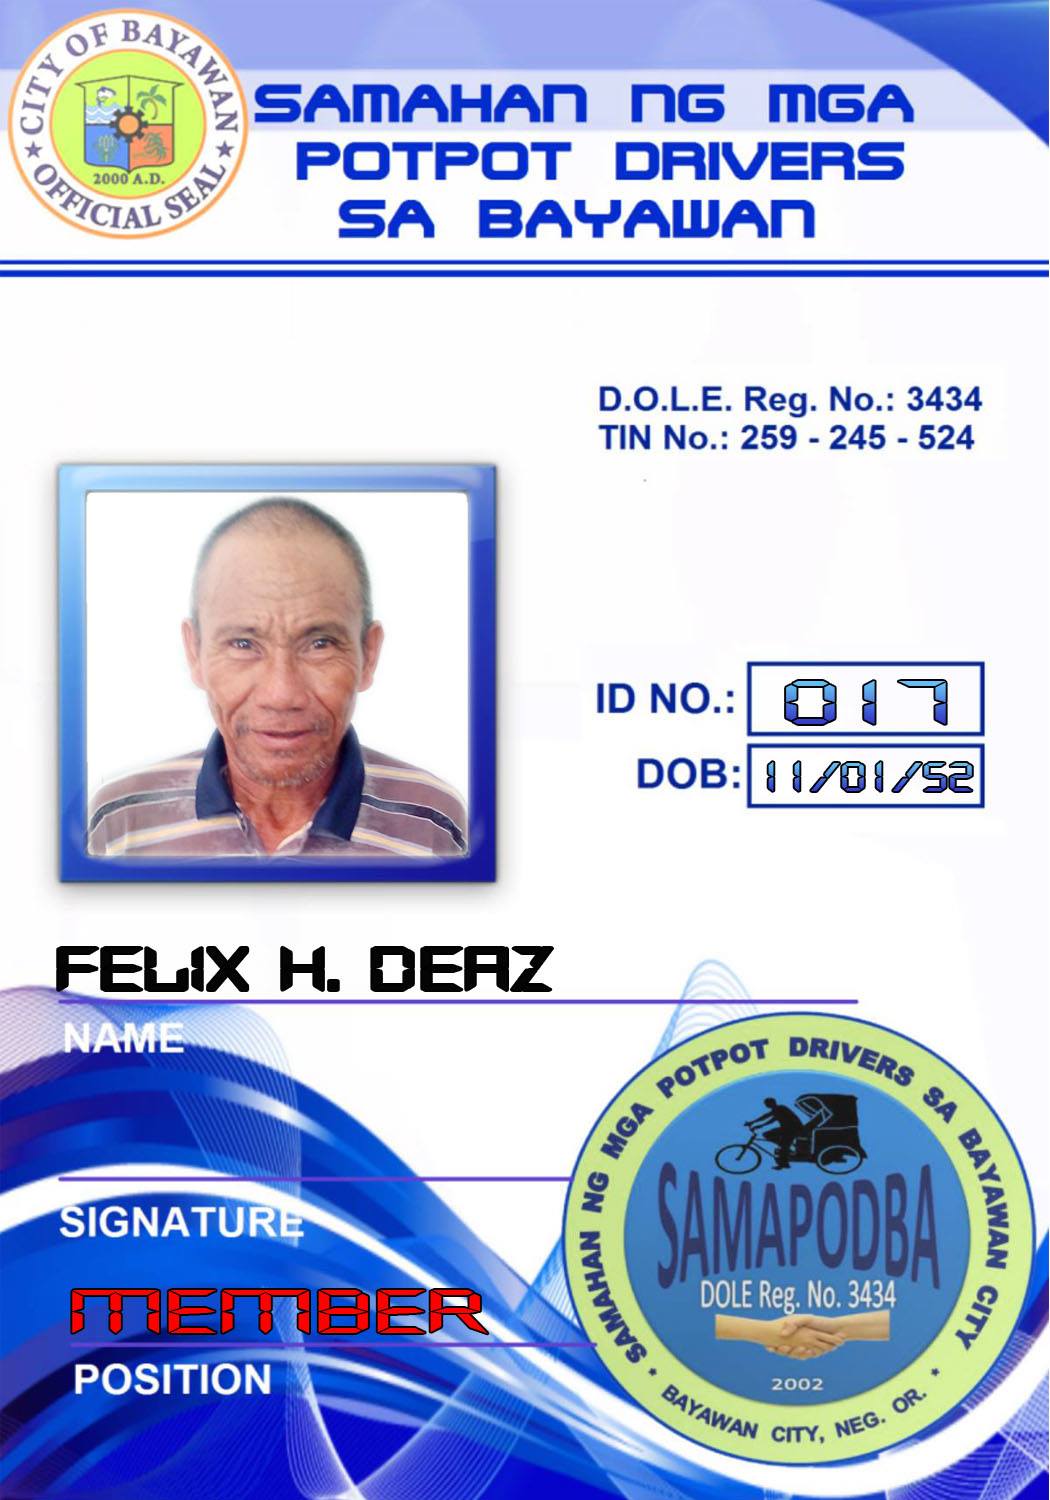 CITY OF BAYAWAN
2000 A.D.
★ OFFICIAL SEAL ★
SAMAHAN NG MGA
POTPOT DRIVERS
SA BAYAWAN
D.O.L.E. Reg. No.: 3434
TIN No.: 259 - 245 - 524
ID NO.: 017
DOB: 11/01/52
FELIX H. DEAZ
NAME
SIGNATURE
MEMBER
POSITION
SAMAHAN NG MGA POTPOT DRIVERS SA BAYAWAN CITY
SAMAPODBA
DOLE Reg. No. 3434
2002
* BAYAWAN CITY, NEG. OR. *